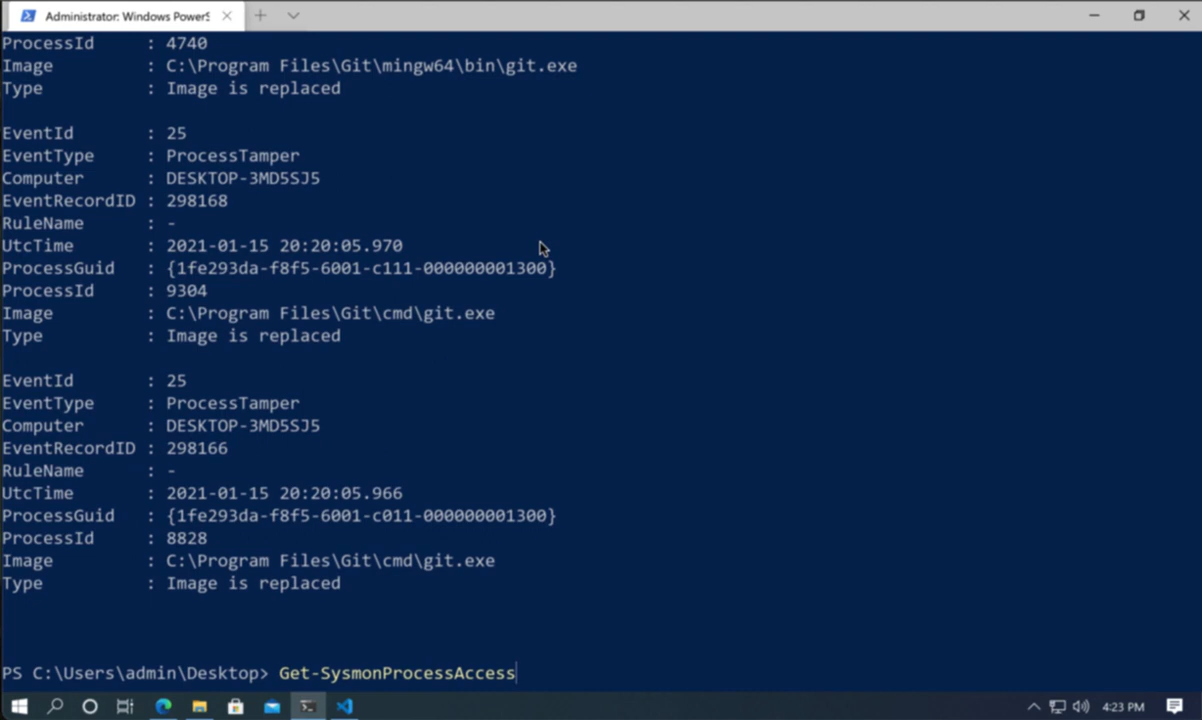 Administrator: Windows PowerS
ProcessId : 4740
Image : C:\Program Files\Git\mingw64\bin\git.exe
Type : Image is replaced
EventId : 25
EventType : ProcessTamper
Computer : DESKTOP-3MD5SJ5
EventRecordID : 298168
RuleName : -
UtcTime : 2021-01-15 20:20:05.970
ProcessGuid : {1fe293da-f8f5-6001-c111-000000001300}
ProcessId : 9304
Image : C:\Program Files\Git\cmd\git.exe
Type : Image is replaced
EventId : 25
EventType : ProcessTamper
Computer : DESKTOP-3MD5SJ5
EventRecordID : 298166
RuleName : -
UtcTime : 2021-01-15 20:20:05.966
ProcessGuid : {1fe293da-f8f5-6001-c011-000000001300}
ProcessId : 8828
Image : C:\Program Files\Git\cmd\git.exe
Type : Image is replaced
PS C:\Users\admin\Desktop> Get-SysmonProcessAccess
4:23 PM